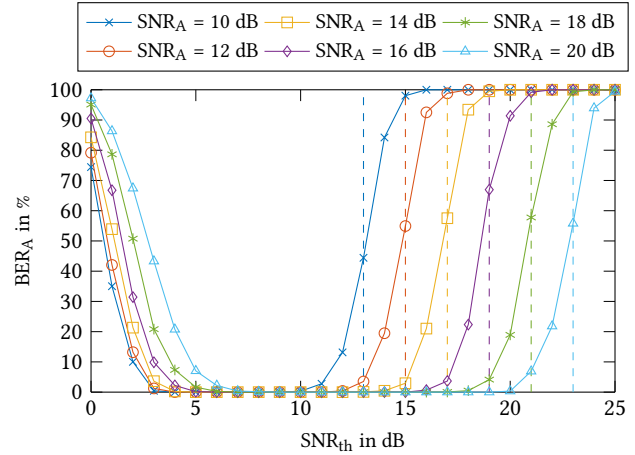 SNR_A = 10 dB SNR_A = 14 dB SNR_A = 18 dB
SNR_A = 12 dB SNR_A = 16 dB SNR_A = 20 dB
100
90
80
70
60
50
40
30
20
10
0
BER_A in %
0 5 10 15 20 25
SNR_th in dB